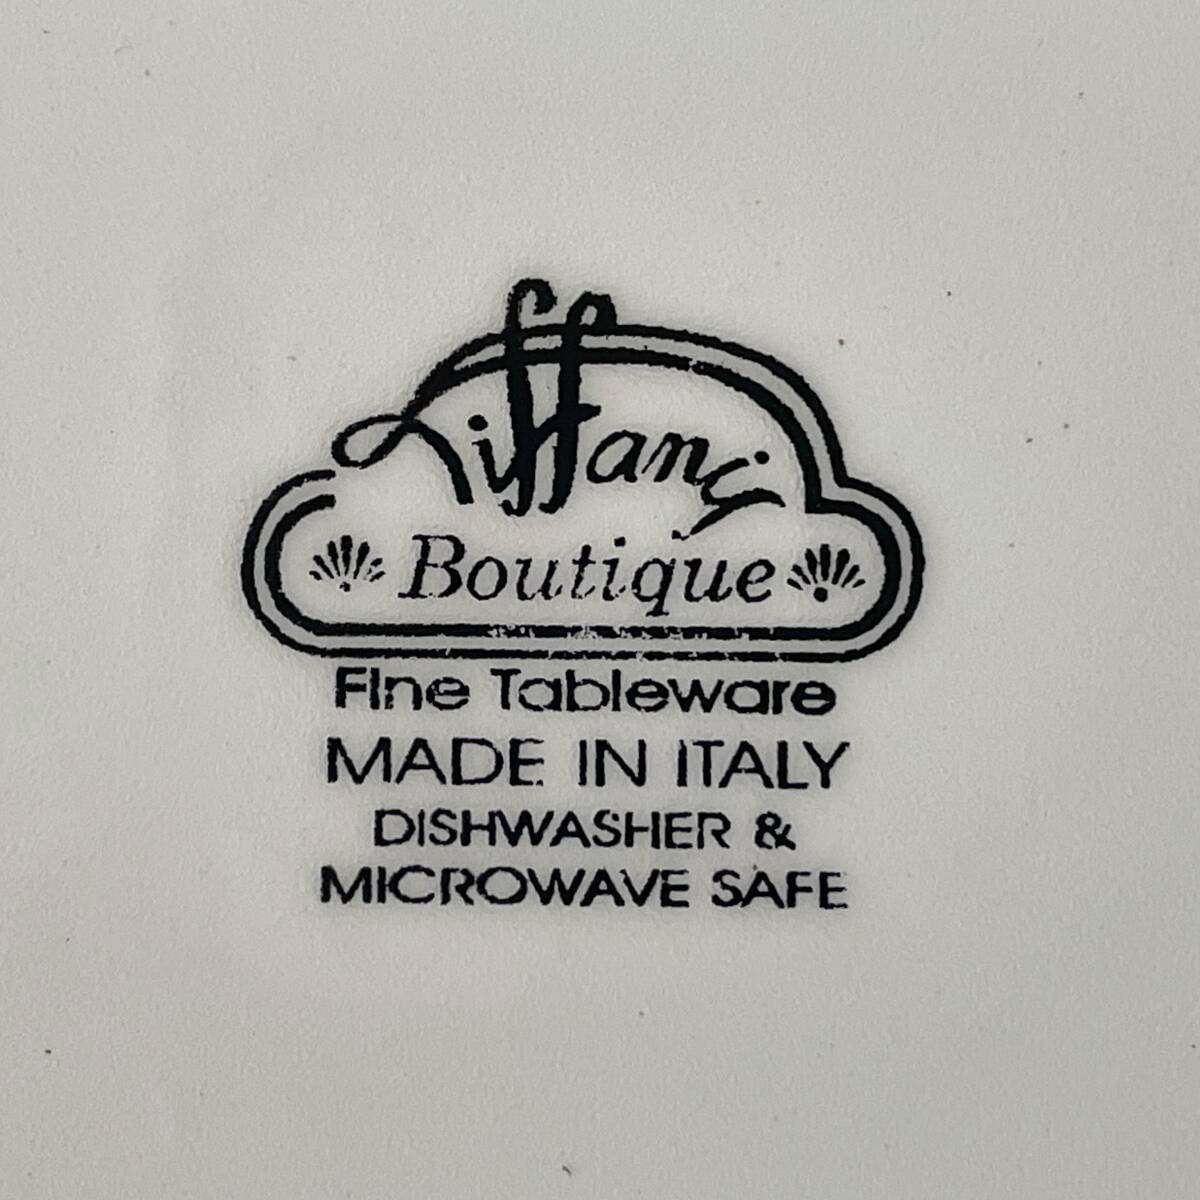 Tiffany
Boutique
Fine Tableware
MADE IN ITALY
DISHWASHER &
MICROWAVE SAFE